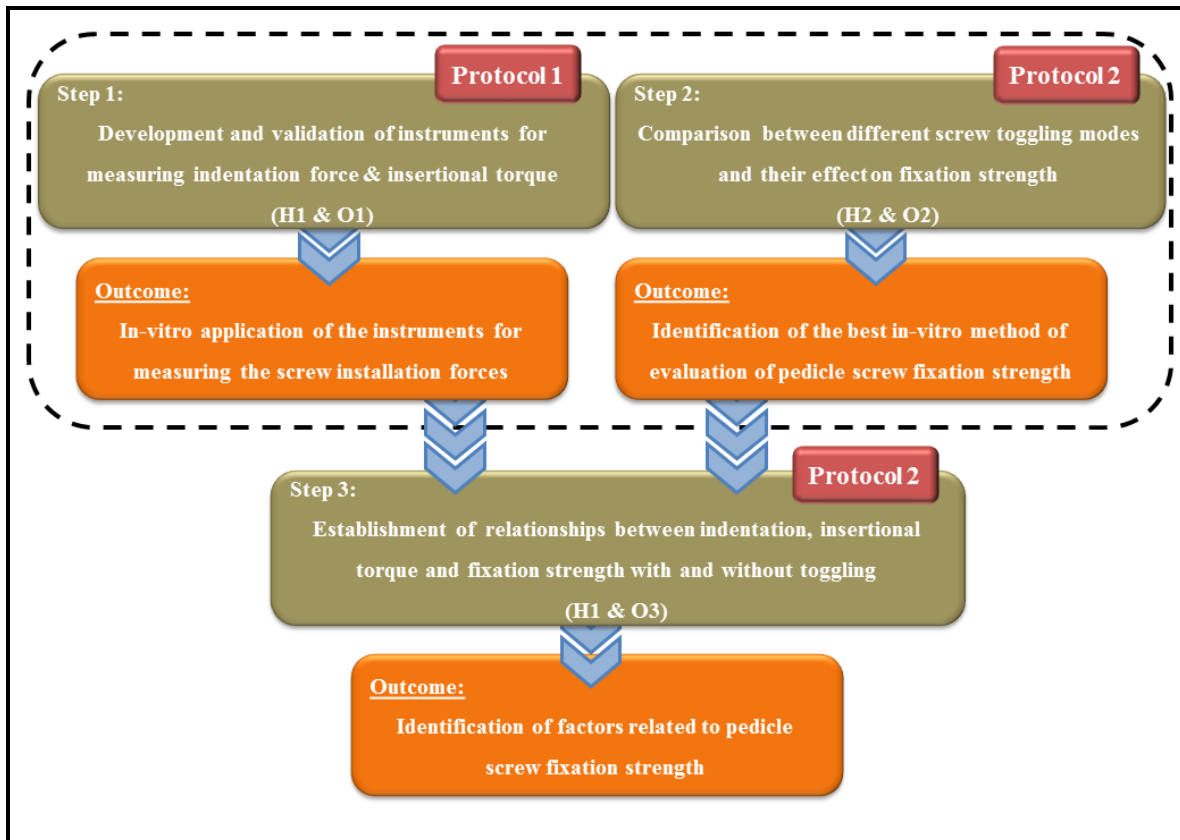 Protocol 1
Step 1:
Development and validation of instruments for
measuring indentation force & insertional torque
(H1 & O1)
Protocol 2
Step 2:
Comparison between different screw toggling modes
and their effect on fixation strength
(H2 & O2)
Outcome:
In-vitro application of the instruments for
measuring the screw installation forces
Outcome:
Identification of the best in-vitro method of
evaluation of pedicle screw fixation strength
Protocol 2
Step 3:
Establishment of relationships between indentation, insertional
torque and fixation strength with and without toggling
(H1 & O3)
Outcome:
Identification of factors related to pedicle
screw fixation strength